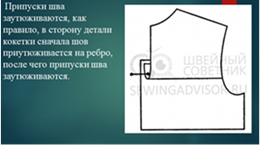 Припуски шва
заутюживаются, как
правило, в сторону детали
кокетки сначала шов
приутюживается на ребро,
после чего припуски шва
заутюживаются.
ШВЕЙНЫЙ
СОВЕТНИК
SEWINGADVISOR.RU